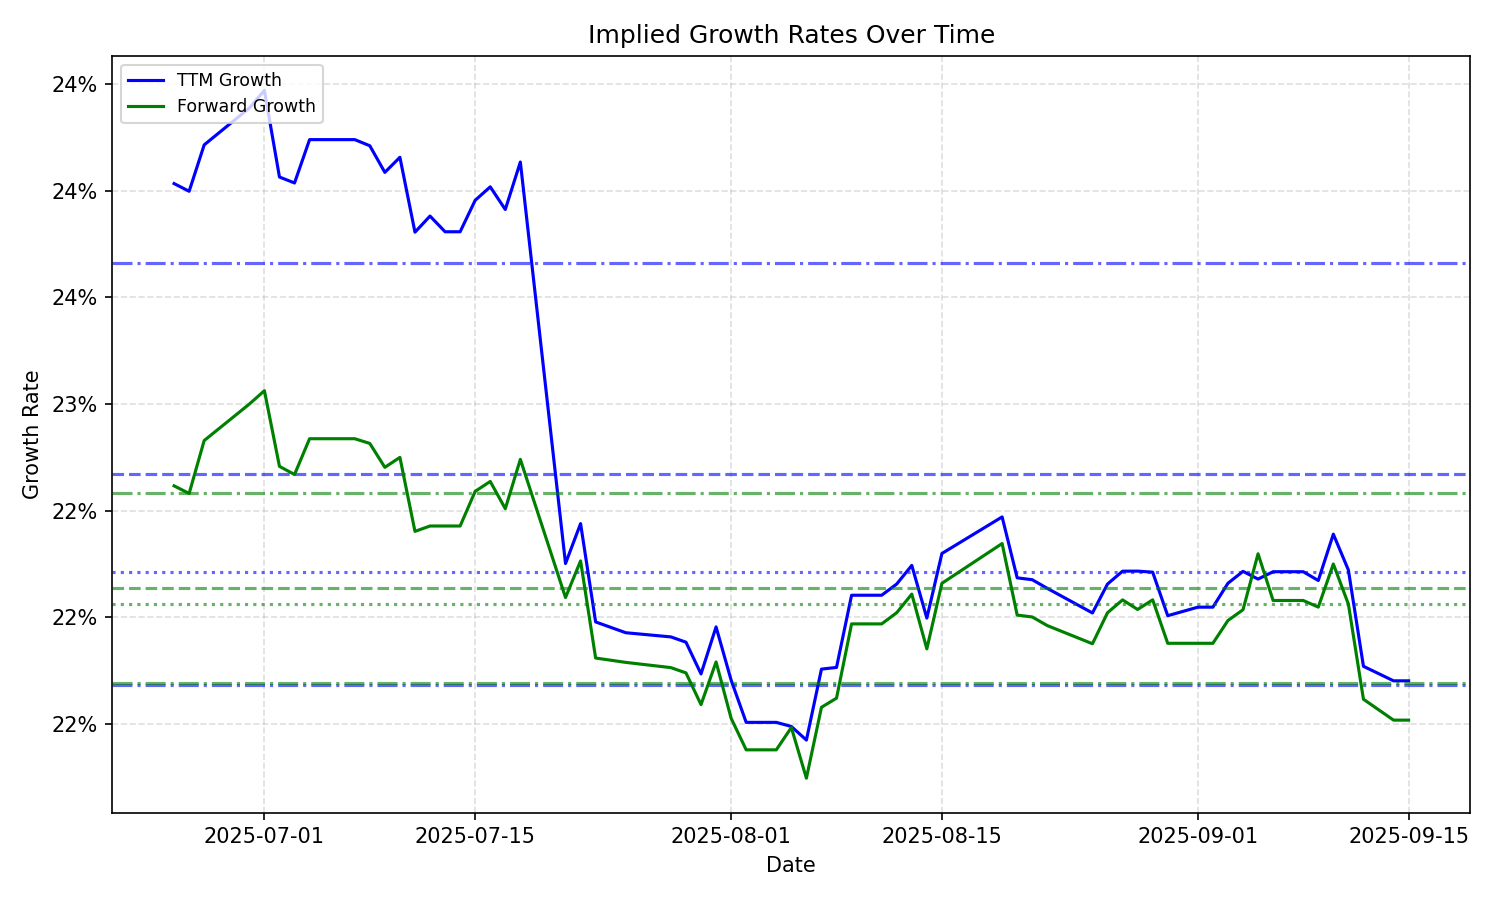 Implied Growth Rates Over Time
TTM Growth
Forward Growth
24%
24%
24%
23%
22%
22%
22%
Growth Rate
2025-07-01
2025-07-15
2025-08-01
2025-08-15
2025-09-01
2025-09-15
Date